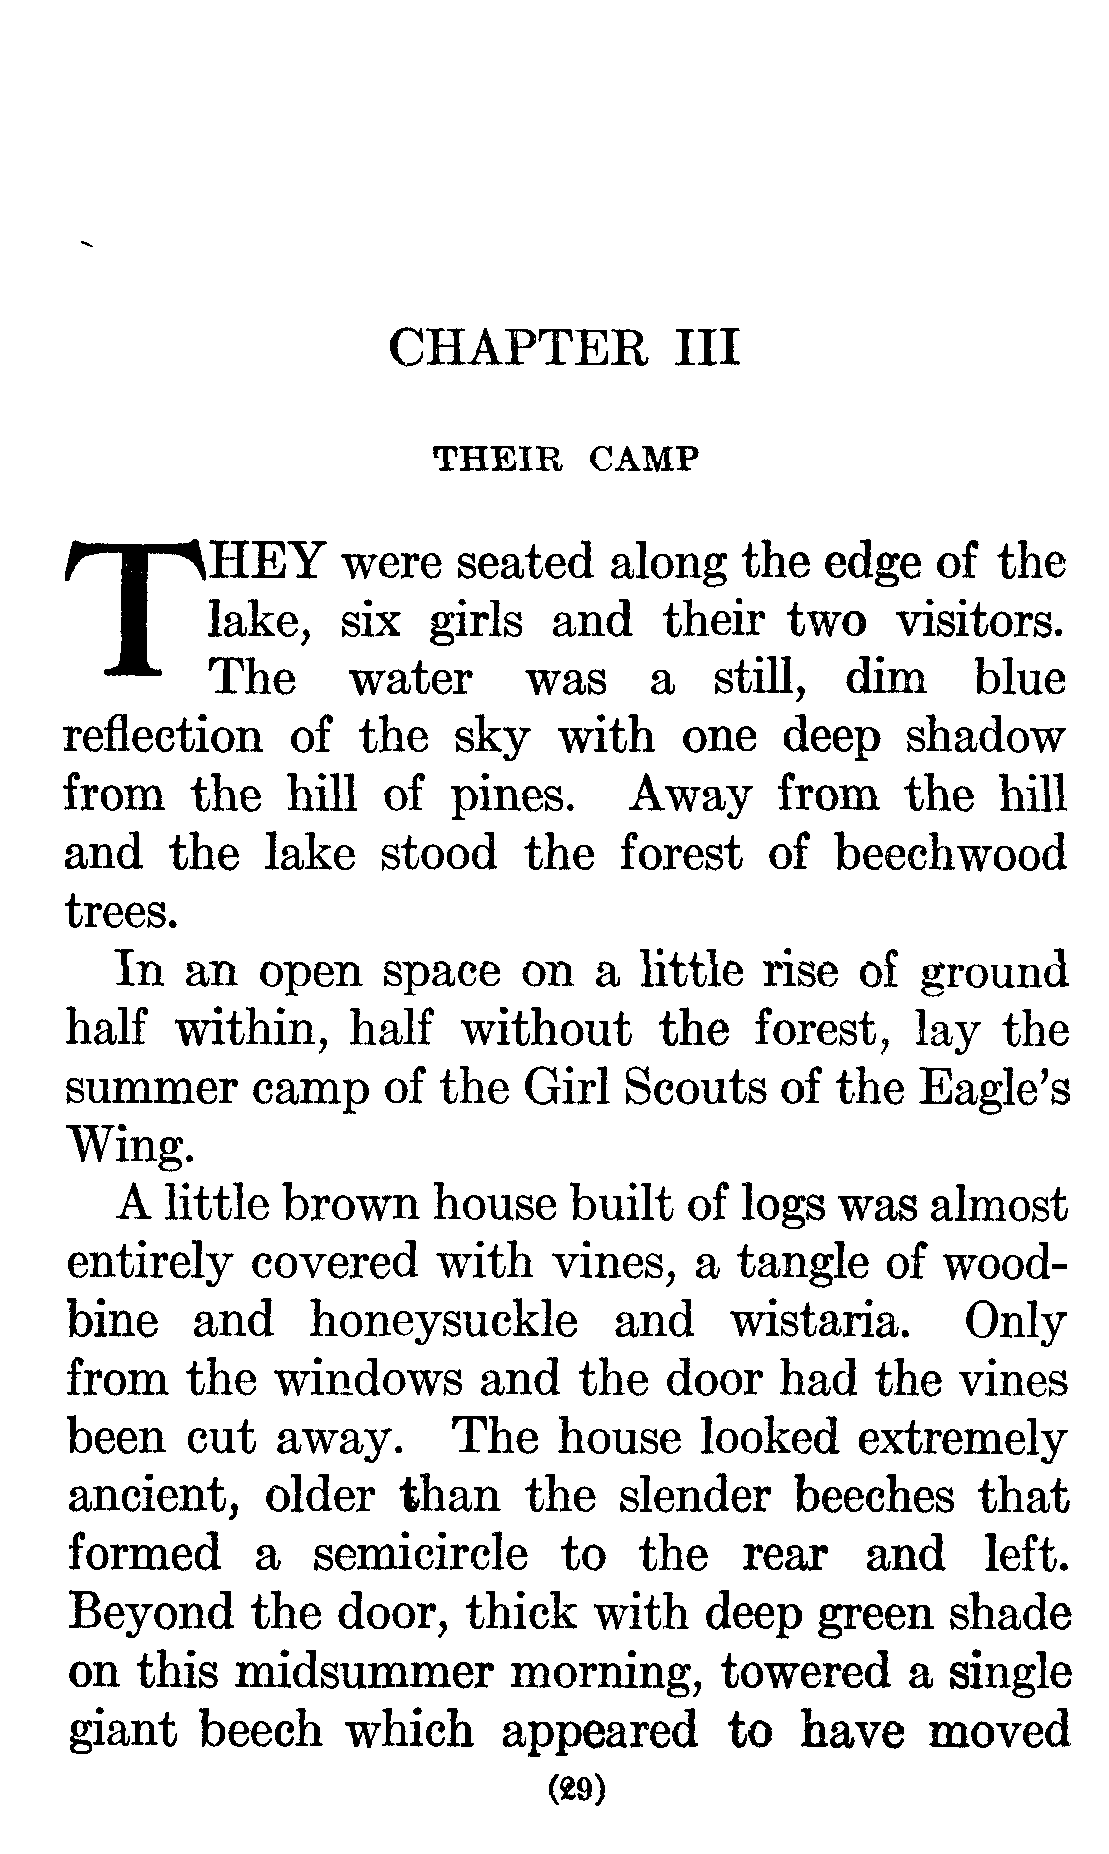 CHAPTER III
THEIR CAMP
THEY were seated along the edge of the
lake, six girls and their two visitors.
The water was a still, dim blue
reflection of the sky with one deep shadow
from the hill of pines. Away from the hill
and the lake stood the forest of beechwood
trees.
In an open space on a little rise of ground
half within, half without the forest, lay the
summer camp of the Girl Scouts of the Eagle's
Wing.
A little brown house built of logs was almost
entirely covered with vines, a tangle of wood-
bine and honeysuckle and wistaria. Only
from the windows and the door had the vines
been cut away. The house looked extremely
ancient, older than the slender beeches that
formed a semicircle to the rear and left.
Beyond the door, thick with deep green shade
on this midsummer morning, towered a single
giant beech which appeared to have moved
(29)